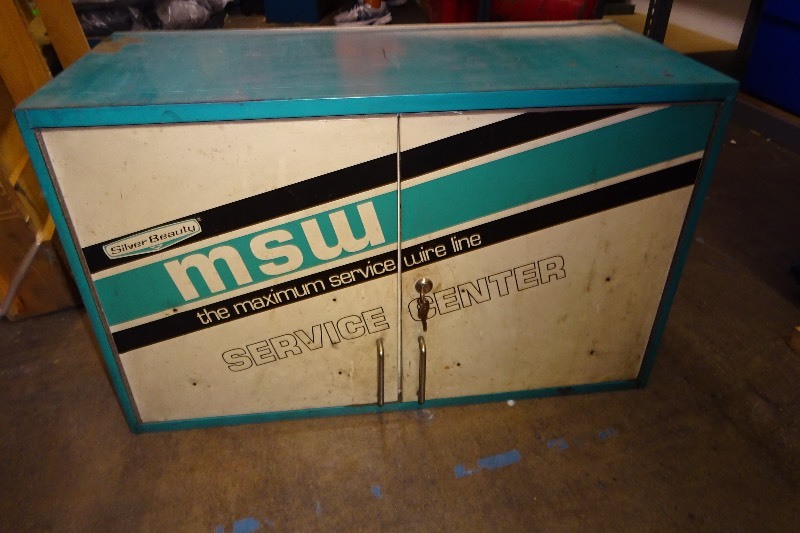 Silver Beauty
msw
the maximum service wire line
SERVICE CENTER